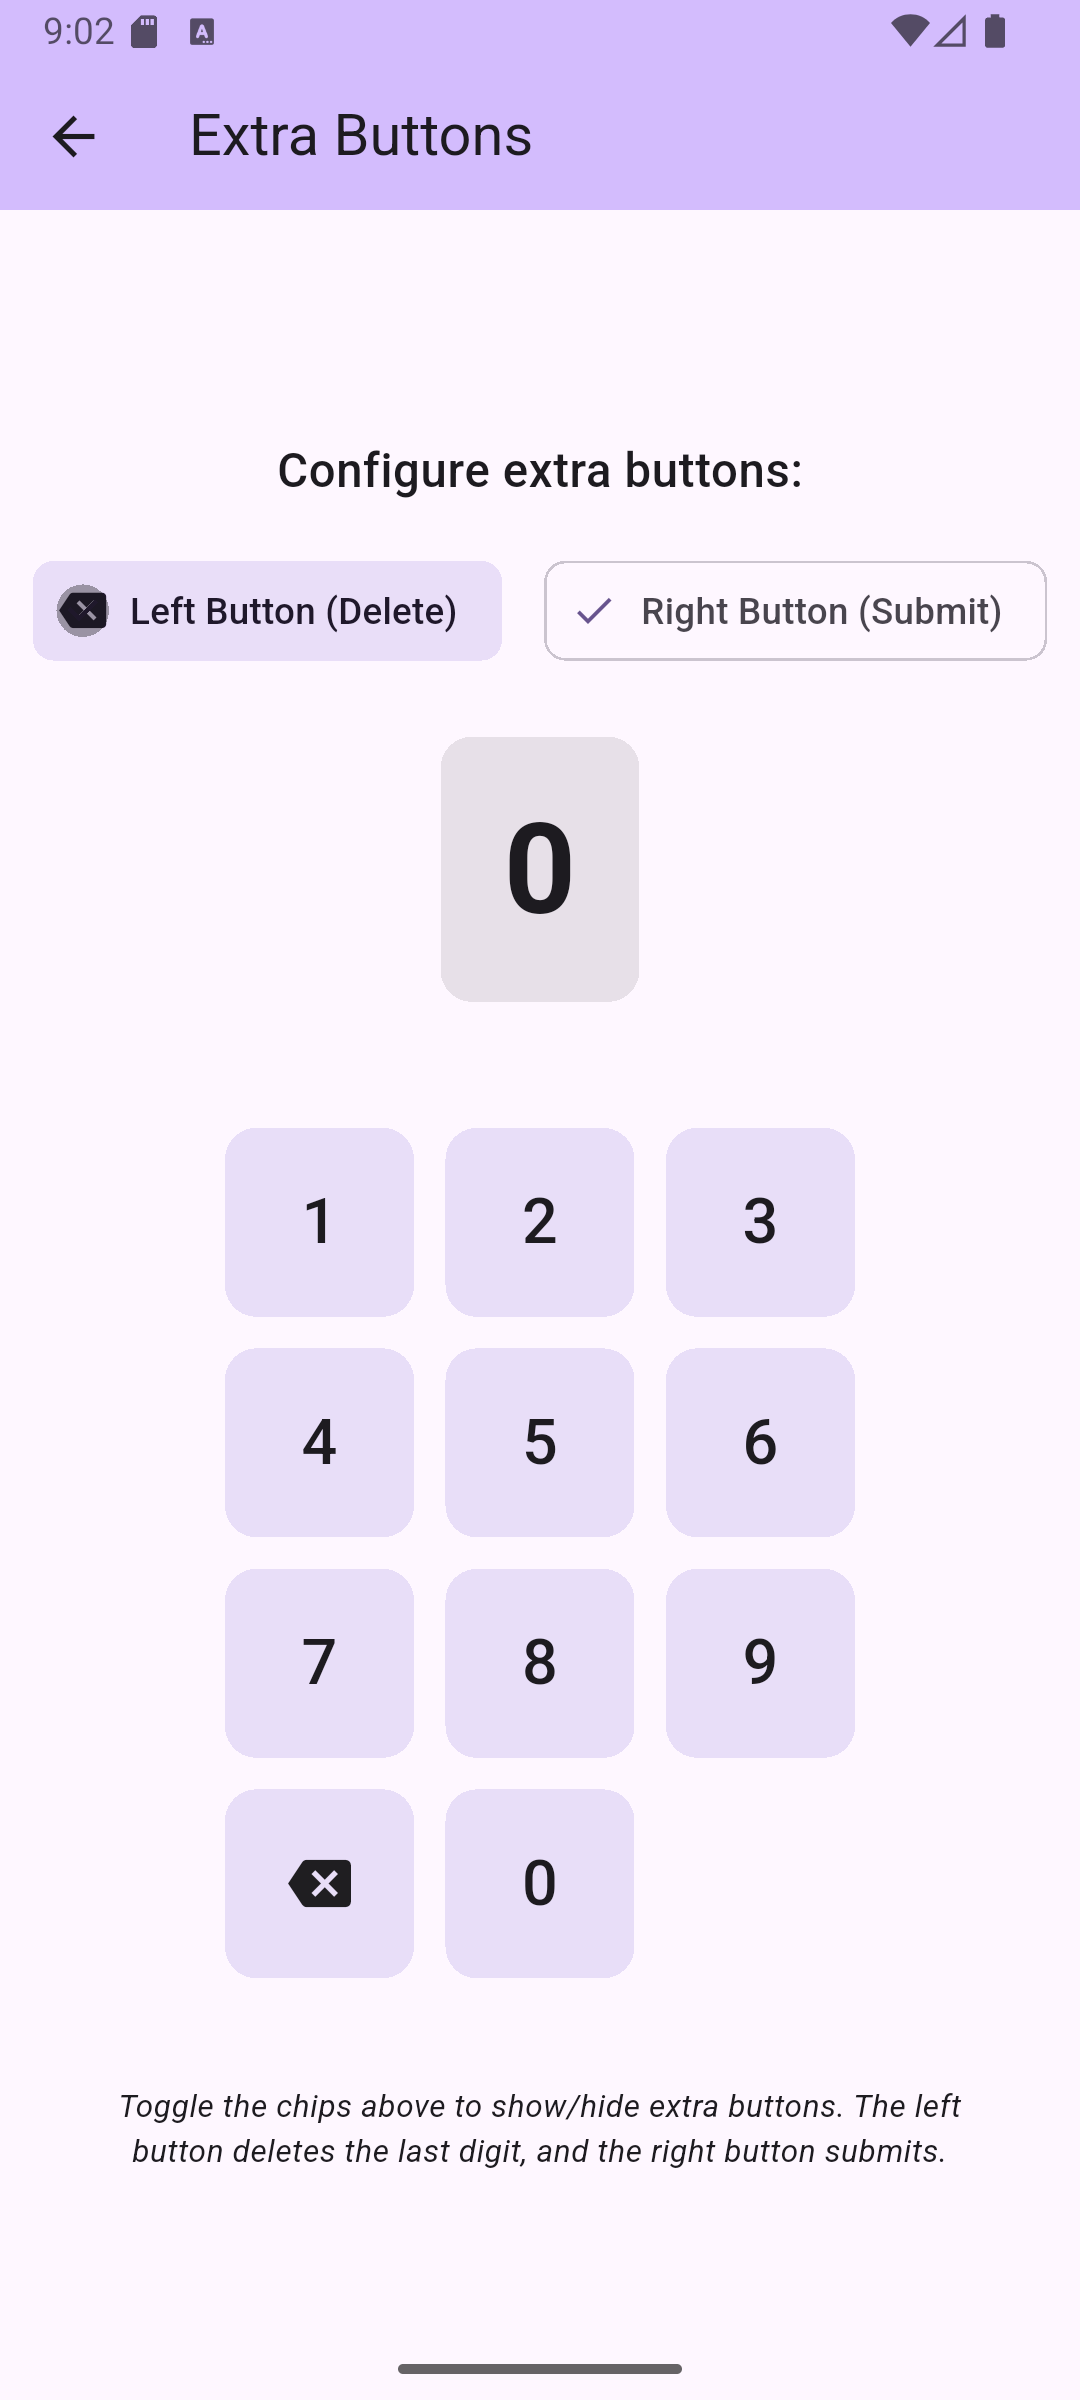 9:02
Extra Buttons
Configure extra buttons:
Left Button (Delete)
Right Button (Submit)
0
1 2 3
4 5 6
7 8 9
0
Toggle the chips above to show/hide extra buttons. The left
button deletes the last digit, and the right button submits.